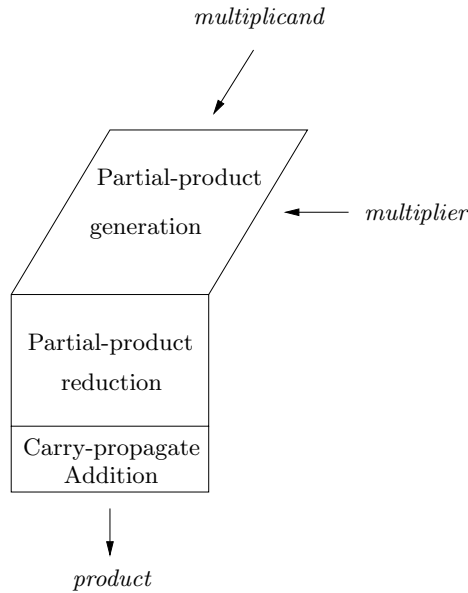 multiplicand
Partial-product
generation
multiplier
Partial-product
reduction
Carry-propagate
Addition
product